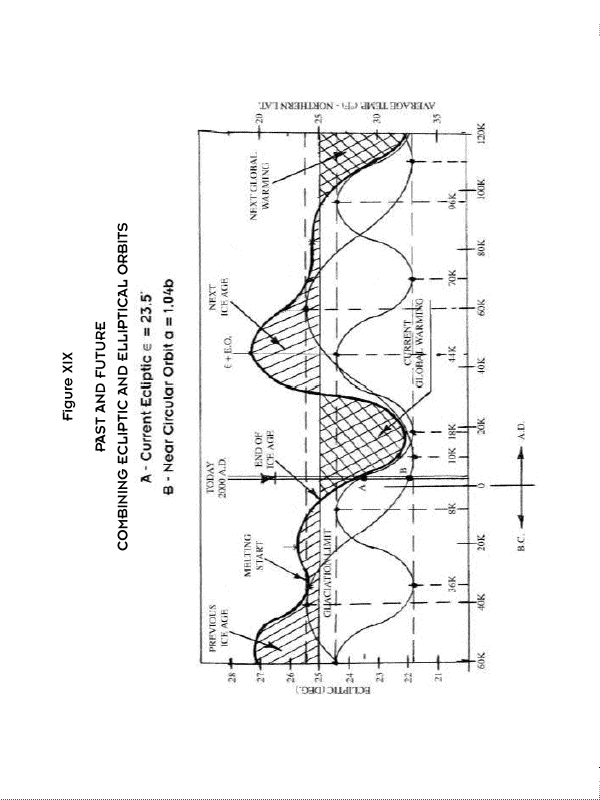 Figure XIX
PAST AND FUTURE
COMBINING ECLIPTIC AND ELLIPTICAL ORBITS
A - Current Ecliptic ϵ = 23.5°
B - Near Circular Orbit a = 1.04b
PREVIOUS
ICE AGE
MELTING
START
END OF
ICE AGE
TODAY
2000 A.D.
ϵ + E.O.
NEXT
ICE AGE
NEXT GLOBAL
WARMING
GLACIATION LIMIT
CURRENT
GLOBAL WARMING
A
B
ECLIPTIC (DEG.)
28
27
26
25
24
23
22
21
AVERAGE TEMP. (°F) - NORTHERN LAT.
20
25
30
35
36K
8K
10K
18K
44K
70K
96K
60K
40K
20K
0
20K
40K
60K
80K
100K
120K
B.C.
A.D.